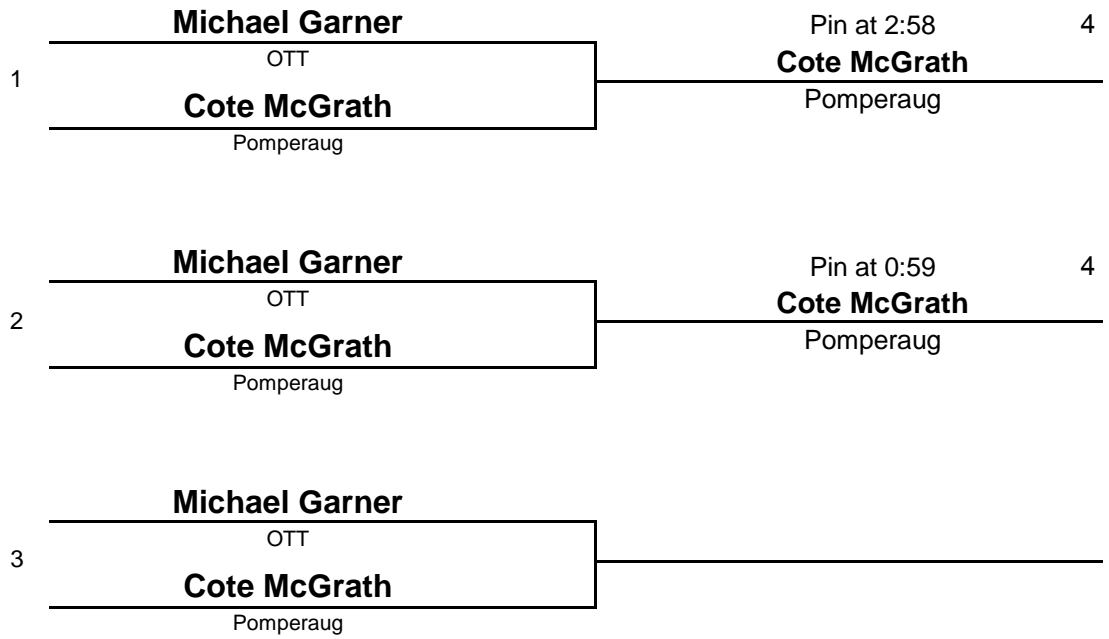 Michael Garner
Pin at 2:58 4
OTT
Cote McGrath
1
Cote McGrath
Pomperaug
Pomperaug
Michael Garner
Pin at 0:59 4
OTT
Cote McGrath
2
Cote McGrath
Pomperaug
Pomperaug
Michael Garner
OTT
3
Cote McGrath
Pomperaug